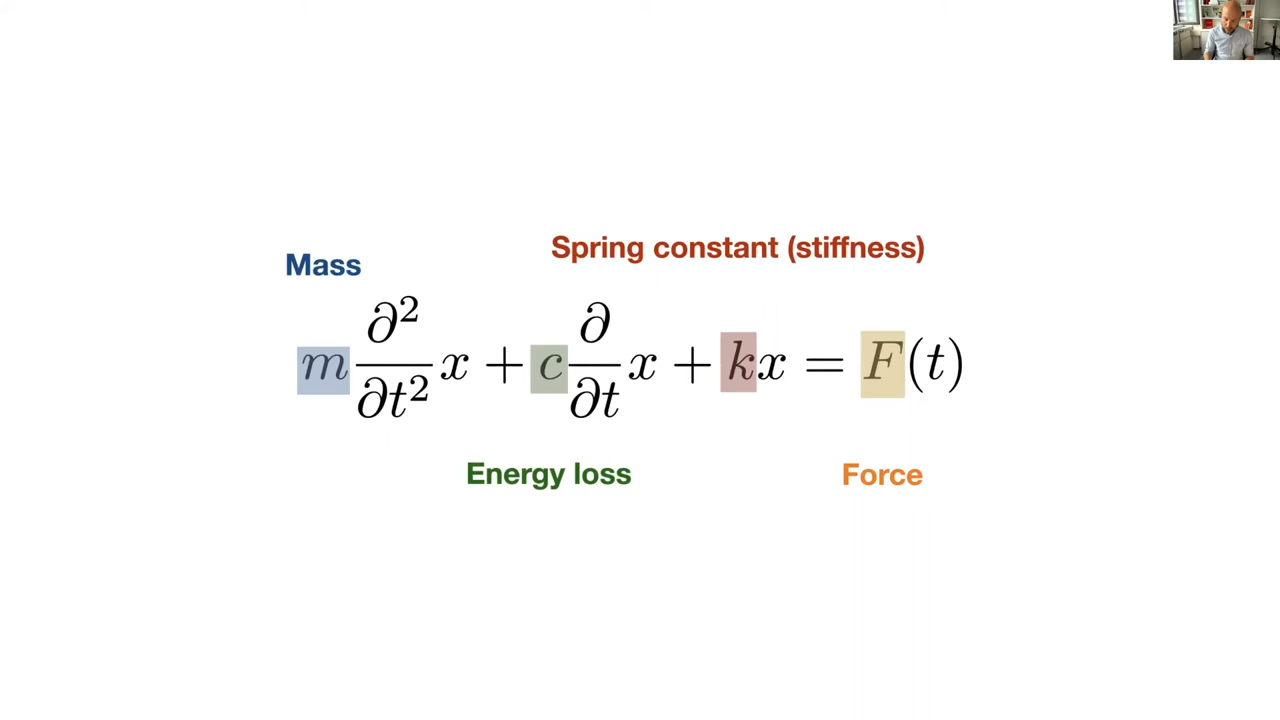 Spring constant (stiffness)
Mass
m ∂²/∂t² x + c ∂/∂t x + kx = F(t)
Energy loss
Force